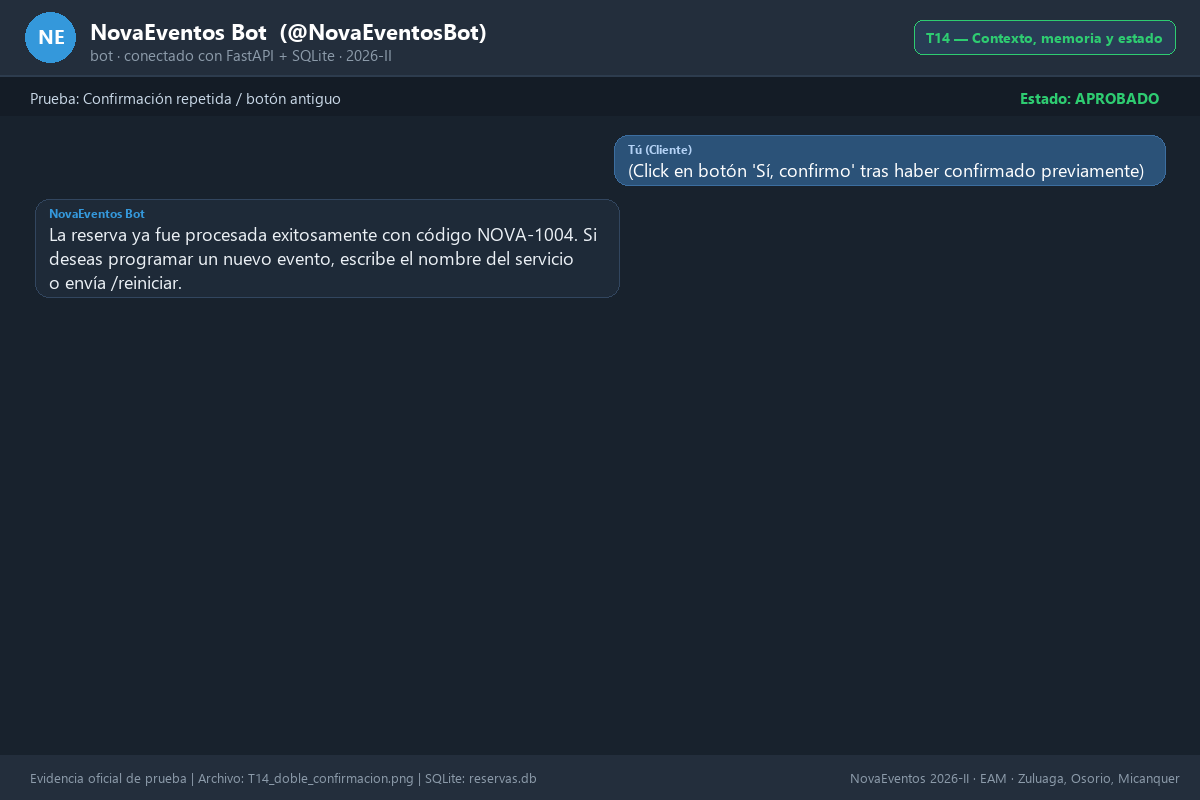 NE
NovaEventos Bot (@NovaEventosBot)
bot · conectado con FastAPI + SQLite · 2026-II
T14 — Contexto, memoria y estado
Prueba: Confirmación repetida / botón antiguo
Estado: APROBADO
Tú (Cliente)
(Click en botón 'Sí, confirmo' tras haber confirmado previamente)
NovaEventos Bot
La reserva ya fue procesada exitosamente con código NOVA-1004. Si
deseas programar un nuevo evento, escribe el nombre del servicio
o envía /reiniciar.
Evidencia oficial de prueba | Archivo: T14_doble_confirmacion.png | SQLite: reservas.db
NovaEventos 2026-II · EAM · Zuluaga, Osorio, Micanquer